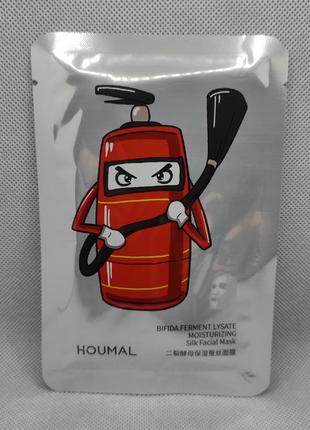 BIFIDA FERMENT LYSATE
MOISTURIZING
Silk Facial Mask
HOUMAL
二裂酵母保湿蚕丝面膜